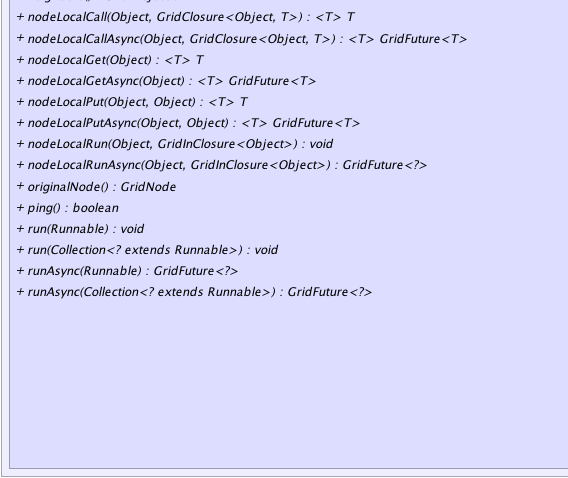 + nodeLocalCall(Object, GridClosure<Object, T>) : <T> T
+ nodeLocalCallAsync(Object, GridClosure<Object, T>) : <T> GridFuture<T>
+ nodeLocalGet(Object) : <T> T
+ nodeLocalGetAsync(Object) : <T> GridFuture<T>
+ nodeLocalPut(Object, Object) : <T> T
+ nodeLocalPutAsync(Object, Object) : <T> GridFuture<T>
+ nodeLocalRun(Object, GridInClosure<Object>) : void
+ nodeLocalRunAsync(Object, GridInClosure<Object>) : GridFuture<?>
+ originalNode() : GridNode
+ ping() : boolean
+ run(Runnable) : void
+ run(Collection<? extends Runnable>) : void
+ runAsync(Runnable) : GridFuture<?>
+ runAsync(Collection<? extends Runnable>) : GridFuture<?>